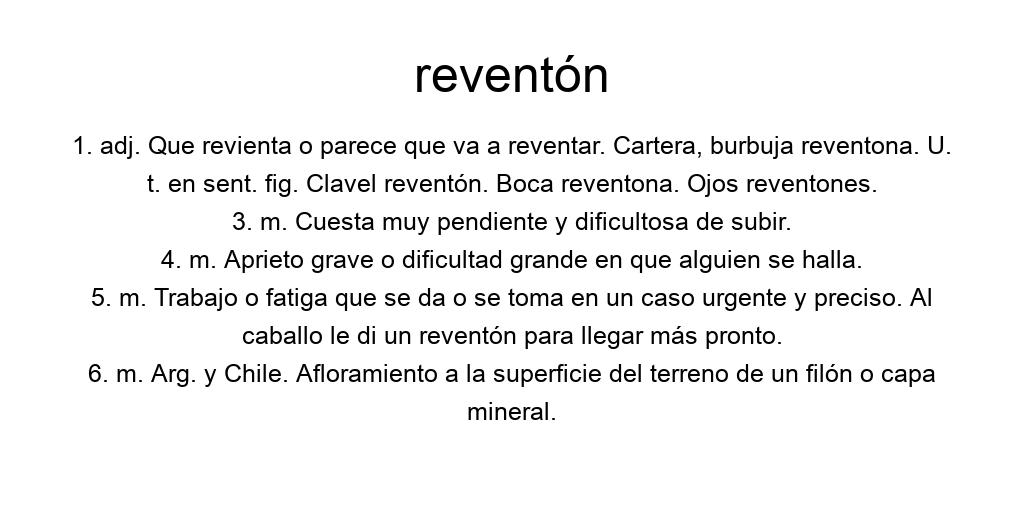 reventón
1. adj. Que revienta o parece que va a reventar. Cartera, burbuja reventona. U.
t. en sent. fig. Clavel reventón. Boca reventona. Ojos reventones.
3. m. Cuesta muy pendiente y dificultosa de subir.
4. m. Aprieto grave o dificultad grande en que alguien se halla.
5. m. Trabajo o fatiga que se da o se toma en un caso urgente y preciso. Al
caballo le di un reventón para llegar más pronto.
6. m. Arg. y Chile. Afloramiento a la superficie del terreno de un filón o capa
mineral.